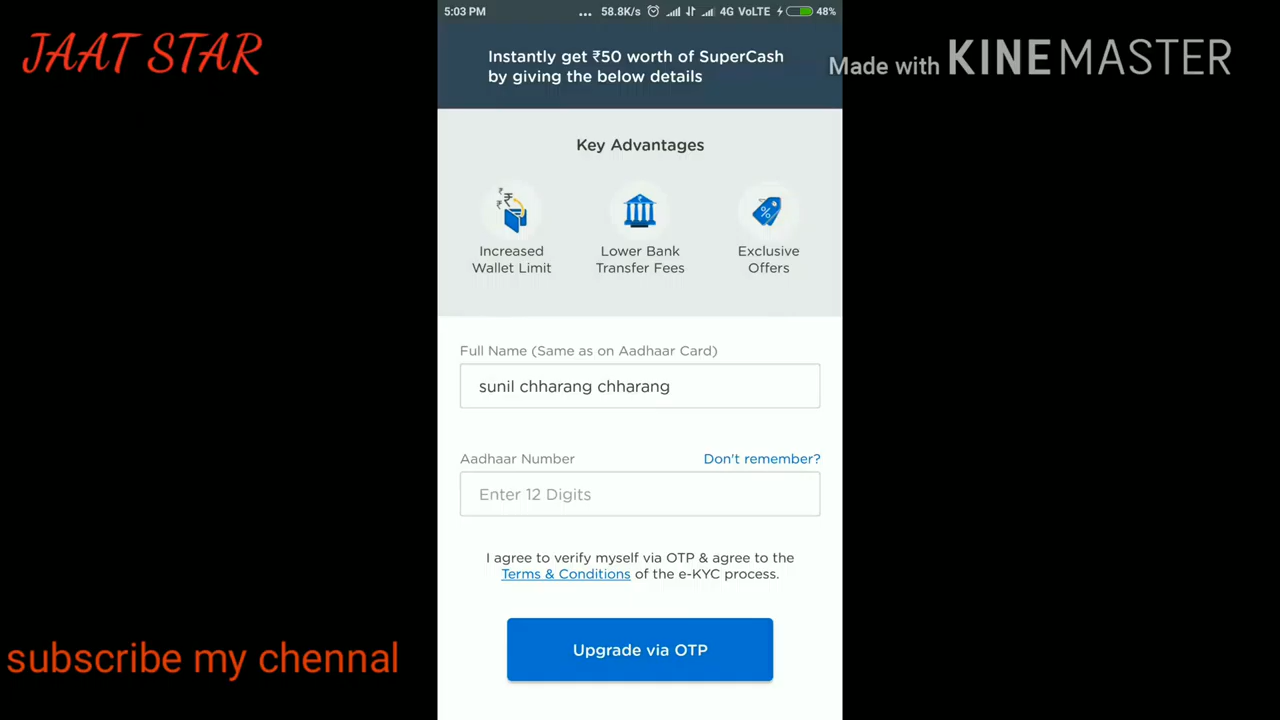 JAAT STAR
5:03 PM ... 58.8K/s 4G VoLTE 48%
Made with KINEMASTER
Instantly get ₹50 worth of SuperCash
by giving the below details
Key Advantages
Increased
Wallet Limit
Lower Bank
Transfer Fees
Exclusive
Offers
Full Name (Same as on Aadhaar Card)
sunil chharang chharang
Aadhaar Number Don't remember?
Enter 12 Digits
I agree to verify myself via OTP & agree to the
Terms & Conditions of the e-KYC process.
Upgrade via OTP
subscribe my chennal